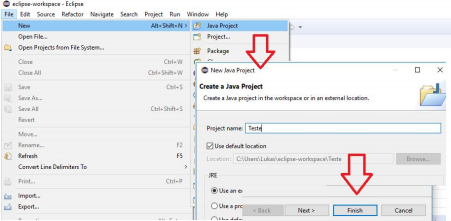 eclipse-workspace - Eclipse
File Edit Source Refactor Navigate Search Project Run Window Help
New Alt+Shift+N > Java Project
Open File... Project...
Open Projects from File System... Package
Close Ctrl+W
Close All Ctrl+Shift+W
Save Ctrl+S
Save As...
Save All Ctrl+Shift+S
Revert
Move...
Rename... F2
Refresh F5
Convert Line Delimiters To >
Print... Ctrl+P
Import...
Export...
New Java Project
Create a Java Project
Create a Java project in the workspace or in an external location.
Project name: Teste
Use default location
Location: C:\Users\Lukas\eclipse-workspace\Teste Browse...
JRE
Use an ex
Use a pro
< Back Next > Finish Cancel